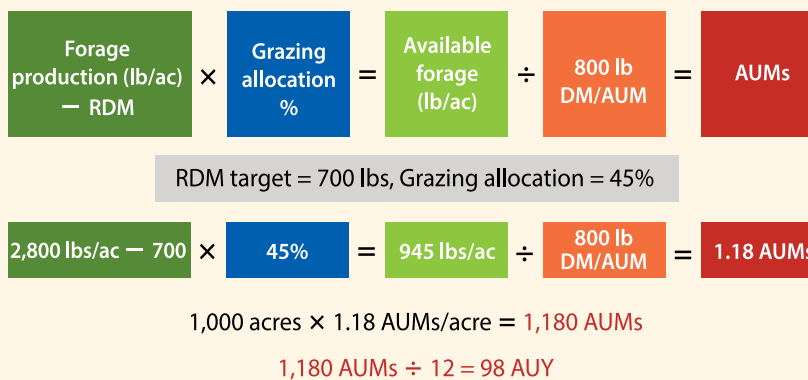 Forage production (lb/ac) — RDM × Grazing allocation % = Available forage (lb/ac) ÷ 800 lb DM/AUM = AUMs
RDM target = 700 lbs, Grazing allocation = 45%
2,800 lbs/ac — 700 × 45% = 945 lbs/ac ÷ 800 lb DM/AUM = 1.18 AUMs
1,000 acres × 1.18 AUMs/acre = 1,180 AUMs
1,180 AUMs ÷ 12 = 98 AUY